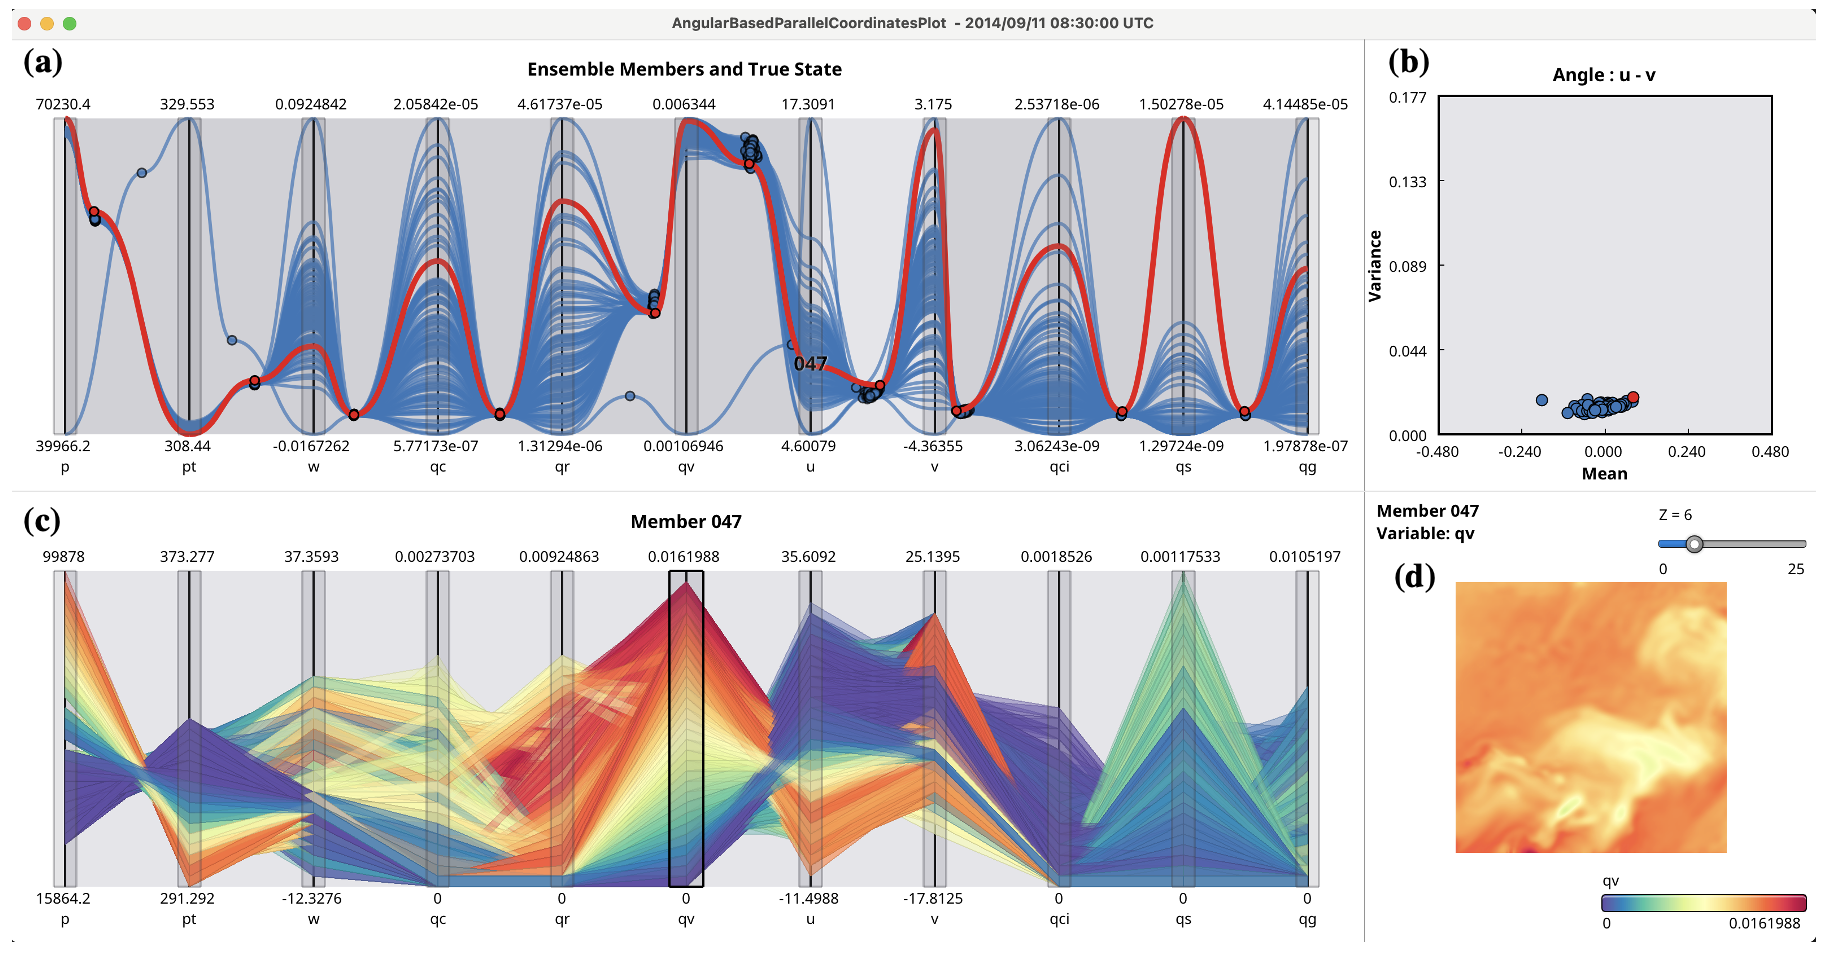 AngularBasedParallelCoordinatesPlot - 2014/09/11 08:30:00 UTC
(a)
Ensemble Members and True State
70230.4 329.553 0.0924842 2.05842e-05 4.61737e-05 0.006344 17.3091 3.175 2.53718e-06 1.50278e-05 4.14485e-05
047
39966.2 308.44 -0.0167262 5.77173e-07 1.31294e-06 0.00106946 4.60079 -4.36355 3.06243e-09 1.29724e-09 1.97878e-07
p pt w qc qr qv u v qci qs qg
(b)
Angle : u - v
0.177
0.133
0.089
0.044
0.000
Variance
-0.480 -0.240 0.000 0.240 0.480
Mean
(c)
Member 047
99878 373.277 37.3593 0.00273703 0.00924863 0.0161988 35.6092 25.1395 0.0018526 0.00117533 0.0105197
15864.2 291.292 -12.3276 0 0 0 -11.4988 -17.8125 0 0 0
p pt w qc qr qv u v qci qs qg
Member 047
Variable: qv
Z = 6
0 25
(d)
qv
0 0.0161988